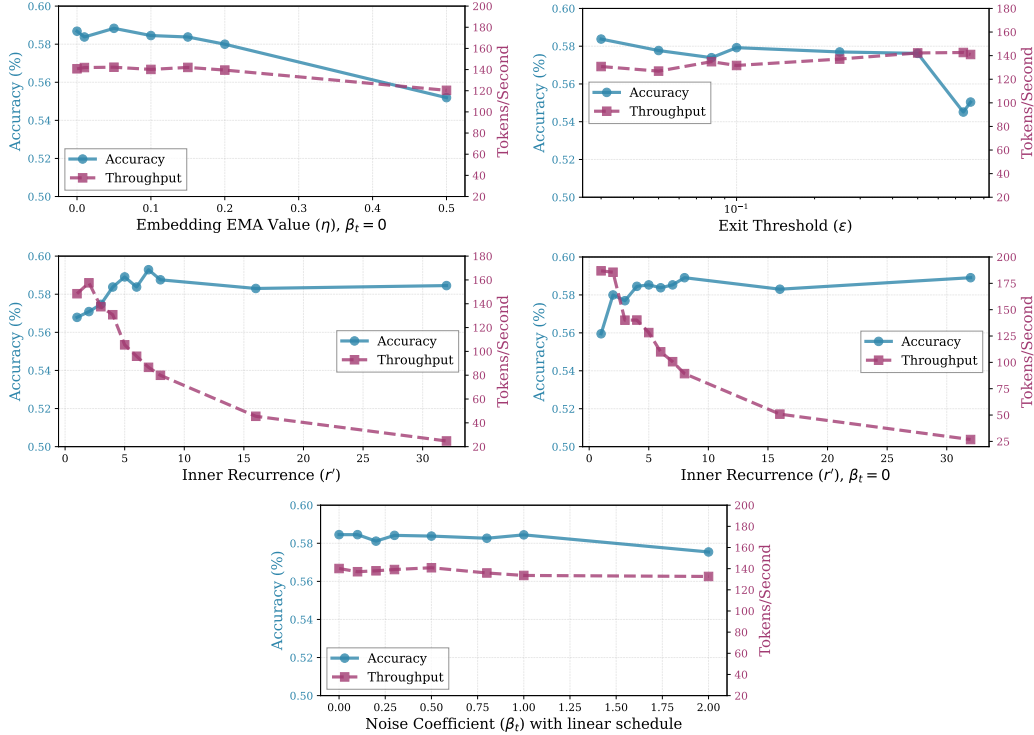 0.60
0.58
0.56
0.54
0.52
0.50
Accuracy (%)
200
180
160
140
120
100
80
60
40
20
Tokens/Second
Accuracy
Throughput
0.0 0.1 0.2 0.3 0.4 0.5
Embedding EMA Value (η), βt = 0
0.60
0.58
0.56
0.54
0.52
0.50
Accuracy (%)
180
160
140
120
100
80
60
40
20
Tokens/Second
Accuracy
Throughput
10⁻¹
Exit Threshold (ε)
0.60
0.58
0.56
0.54
0.52
0.50
Accuracy (%)
180
160
140
120
100
80
60
40
20
Tokens/Second
Accuracy
Throughput
0 5 10 15 20 25 30
Inner Recurrence (r′)
0.60
0.58
0.56
0.54
0.52
0.50
Accuracy (%)
200
175
150
125
100
75
50
25
Tokens/Second
Accuracy
Throughput
0 5 10 15 20 25 30
Inner Recurrence (r′), βt = 0
0.60
0.58
0.56
0.54
0.52
0.50
Accuracy (%)
200
180
160
140
120
100
80
60
40
20
Tokens/Second
Accuracy
Throughput
0.00 0.25 0.50 0.75 1.00 1.25 1.50 1.75 2.00
Noise Coefficient (βt) with linear schedule